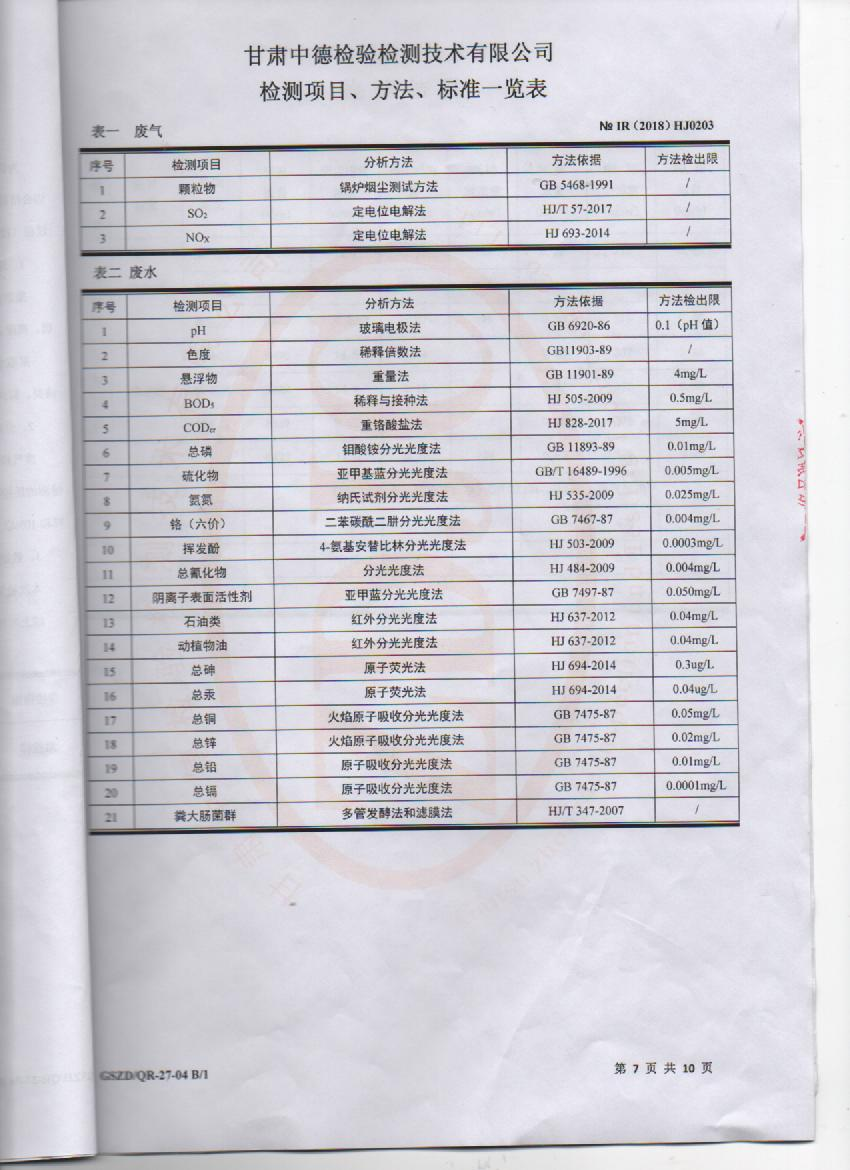 甘肃中德检验检测技术有限公司
检测项目、方法、标准一览表
表一 废气 № IR（2018）HJ0203
序号 检测项目 分析方法 方法依据 方法检出限
1 颗粒物 锅炉烟尘测试方法 GB 5468-1991 /
2 SO₂ 定电位电解法 HJ/T 57-2017 /
3 NOX 定电位电解法 HJ 693-2014 /
表二 废水
序号 检测项目 分析方法 方法依据 方法检出限
1 pH 玻璃电极法 GB 6920-86 0.1（pH 值）
2 色度 稀释倍数法 GB11903-89 /
3 悬浮物 重量法 GB 11901-89 4mg/L
4 BOD₅ 稀释与接种法 HJ 505-2009 0.5mg/L
5 CODcr 重铬酸盐法 HJ 828-2017 5mg/L
6 总磷 钼酸铵分光光度法 GB 11893-89 0.01mg/L
7 硫化物 亚甲基蓝分光光度法 GB/T 16489-1996 0.005mg/L
8 氨氮 纳氏试剂分光光度法 HJ 535-2009 0.025mg/L
9 铬（六价） 二苯碳酰二肼分光光度法 GB 7467-87 0.004mg/L
10 挥发酚 4-氨基安替比林分光光度法 HJ 503-2009 0.0003mg/L
11 总氰化物 分光光度法 HJ 484-2009 0.004mg/L
12 阴离子表面活性剂 亚甲蓝分光光度法 GB 7497-87 0.050mg/L
13 石油类 红外分光光度法 HJ 637-2012 0.04mg/L
14 动植物油 红外分光光度法 HJ 637-2012 0.04mg/L
15 总砷 原子荧光法 HJ 694-2014 0.3ug/L
16 总汞 原子荧光法 HJ 694-2014 0.04ug/L
17 总铜 火焰原子吸收分光光度法 GB 7475-87 0.05mg/L
18 总锌 火焰原子吸收分光光度法 GB 7475-87 0.02mg/L
19 总铅 原子吸收分光光度法 GB 7475-87 0.01mg/L
20 总镉 原子吸收分光光度法 GB 7475-87 0.0001mg/L
21 粪大肠菌群 多管发酵法和滤膜法 HJ/T 347-2007 /
GSZD/QR-27-04 B/1 第 7 页 共 10 页